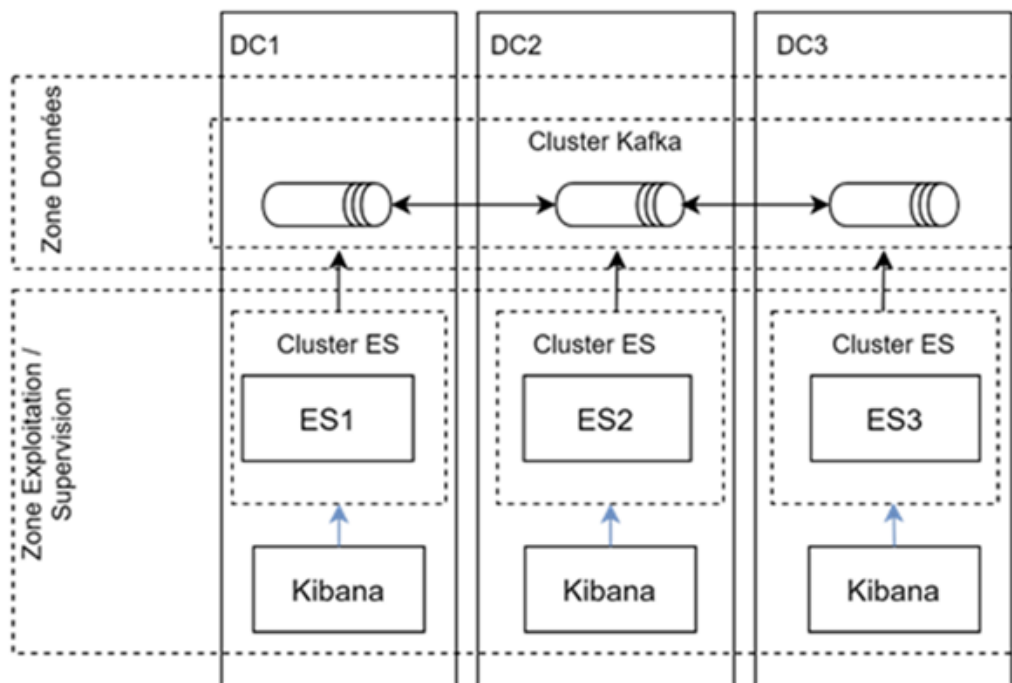 DC1
DC2
DC3
Zone Données
Cluster Kafka
Zone Exploitation /
Supervision
Cluster ES
Cluster ES
Cluster ES
ES1
ES2
ES3
Kibana
Kibana
Kibana